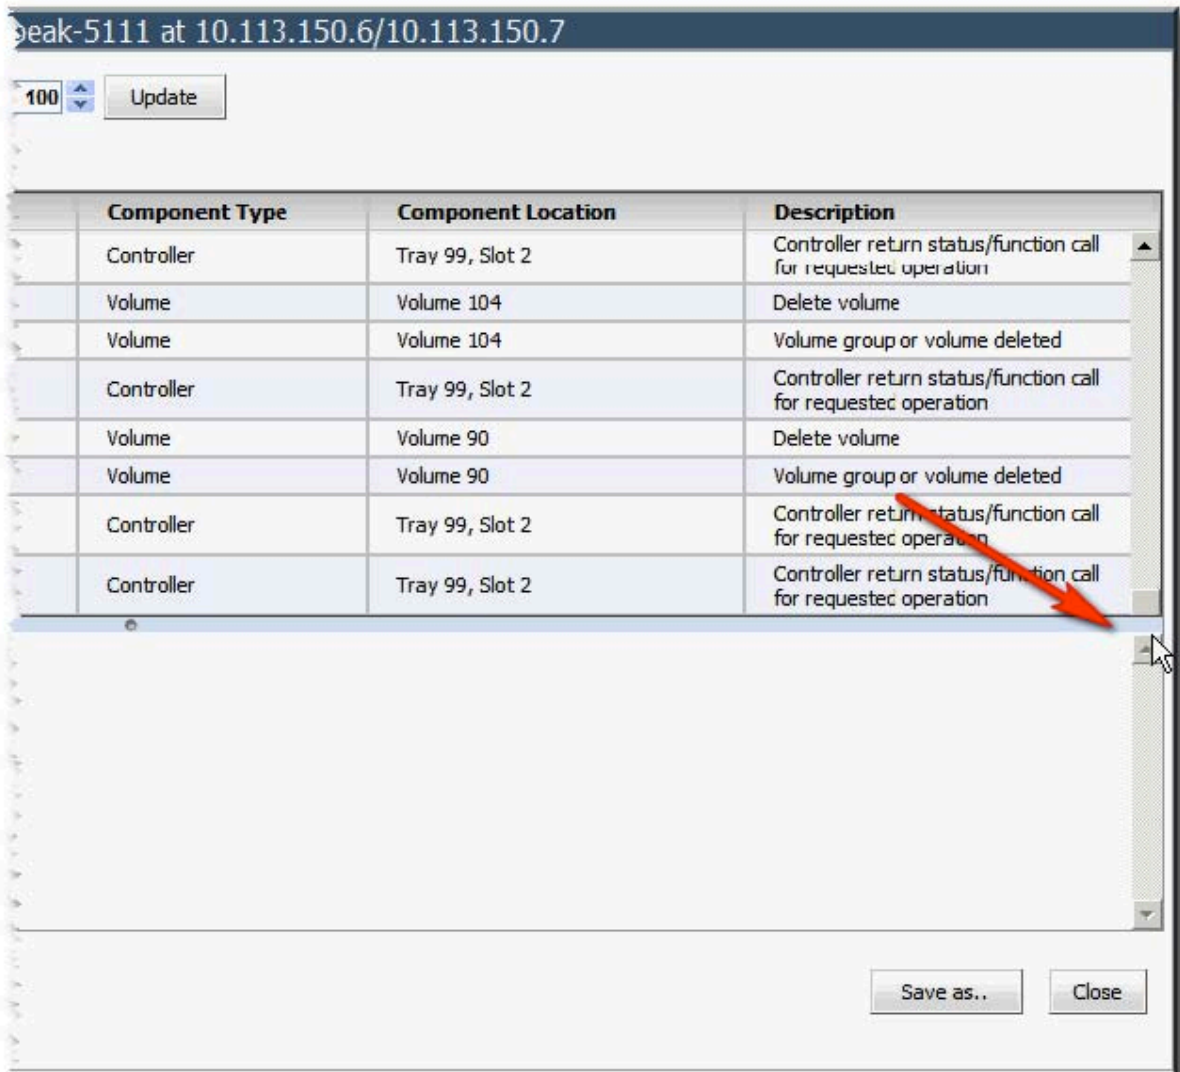 peak-5111 at 10.113.150.6/10.113.150.7
100 Update
Component Type Component Location Description
Controller Tray 99, Slot 2 Controller return status/function call
for requested operation
Volume Volume 104 Delete volume
Volume Volume 104 Volume group or volume deleted
Controller Tray 99, Slot 2 Controller return status/function call
for requested operation
Volume Volume 90 Delete volume
Volume Volume 90 Volume group or volume deleted
Controller Tray 99, Slot 2 Controller return status/function call
for requested operation
Controller Tray 99, Slot 2 Controller return status/function call
for requested operation
Save as.. Close